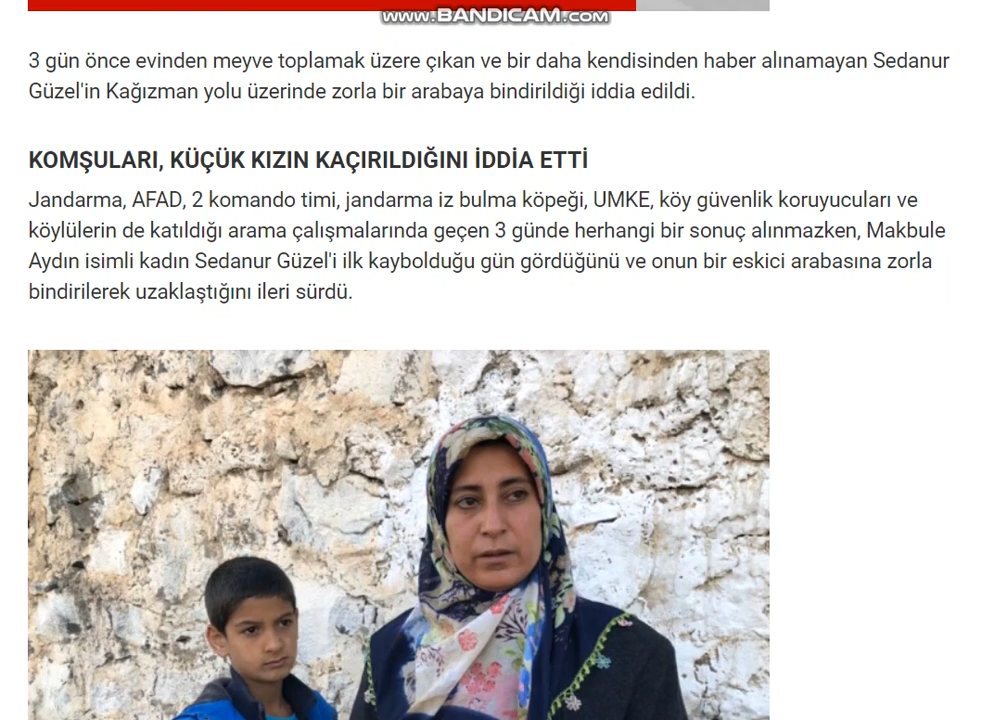 www.BANDICAM.com
3 gün önce evinden meyve toplamak üzere çıkan ve bir daha kendisinden haber alınamayan Sedanur
Güzel'in Kağızman yolu üzerinde zorla bir arabaya bindirildiği iddia edildi.
KOMŞULARI, KÜÇÜK KIZIN KAÇIRILDIĞINI İDDİA ETTİ
Jandarma, AFAD, 2 komando timi, jandarma iz bulma köpeği, UMKE, köy güvenlik koruyucuları ve
köylülerin de katıldığı arama çalışmalarında geçen 3 günde herhangi bir sonuç alınmazken, Makbule
Aydın isimli kadın Sedanur Güzel'i ilk kaybolduğu gün gördüğünü ve onun bir eskici arabasına zorla
bindirilerek uzaklaştığını ileri sürdü.